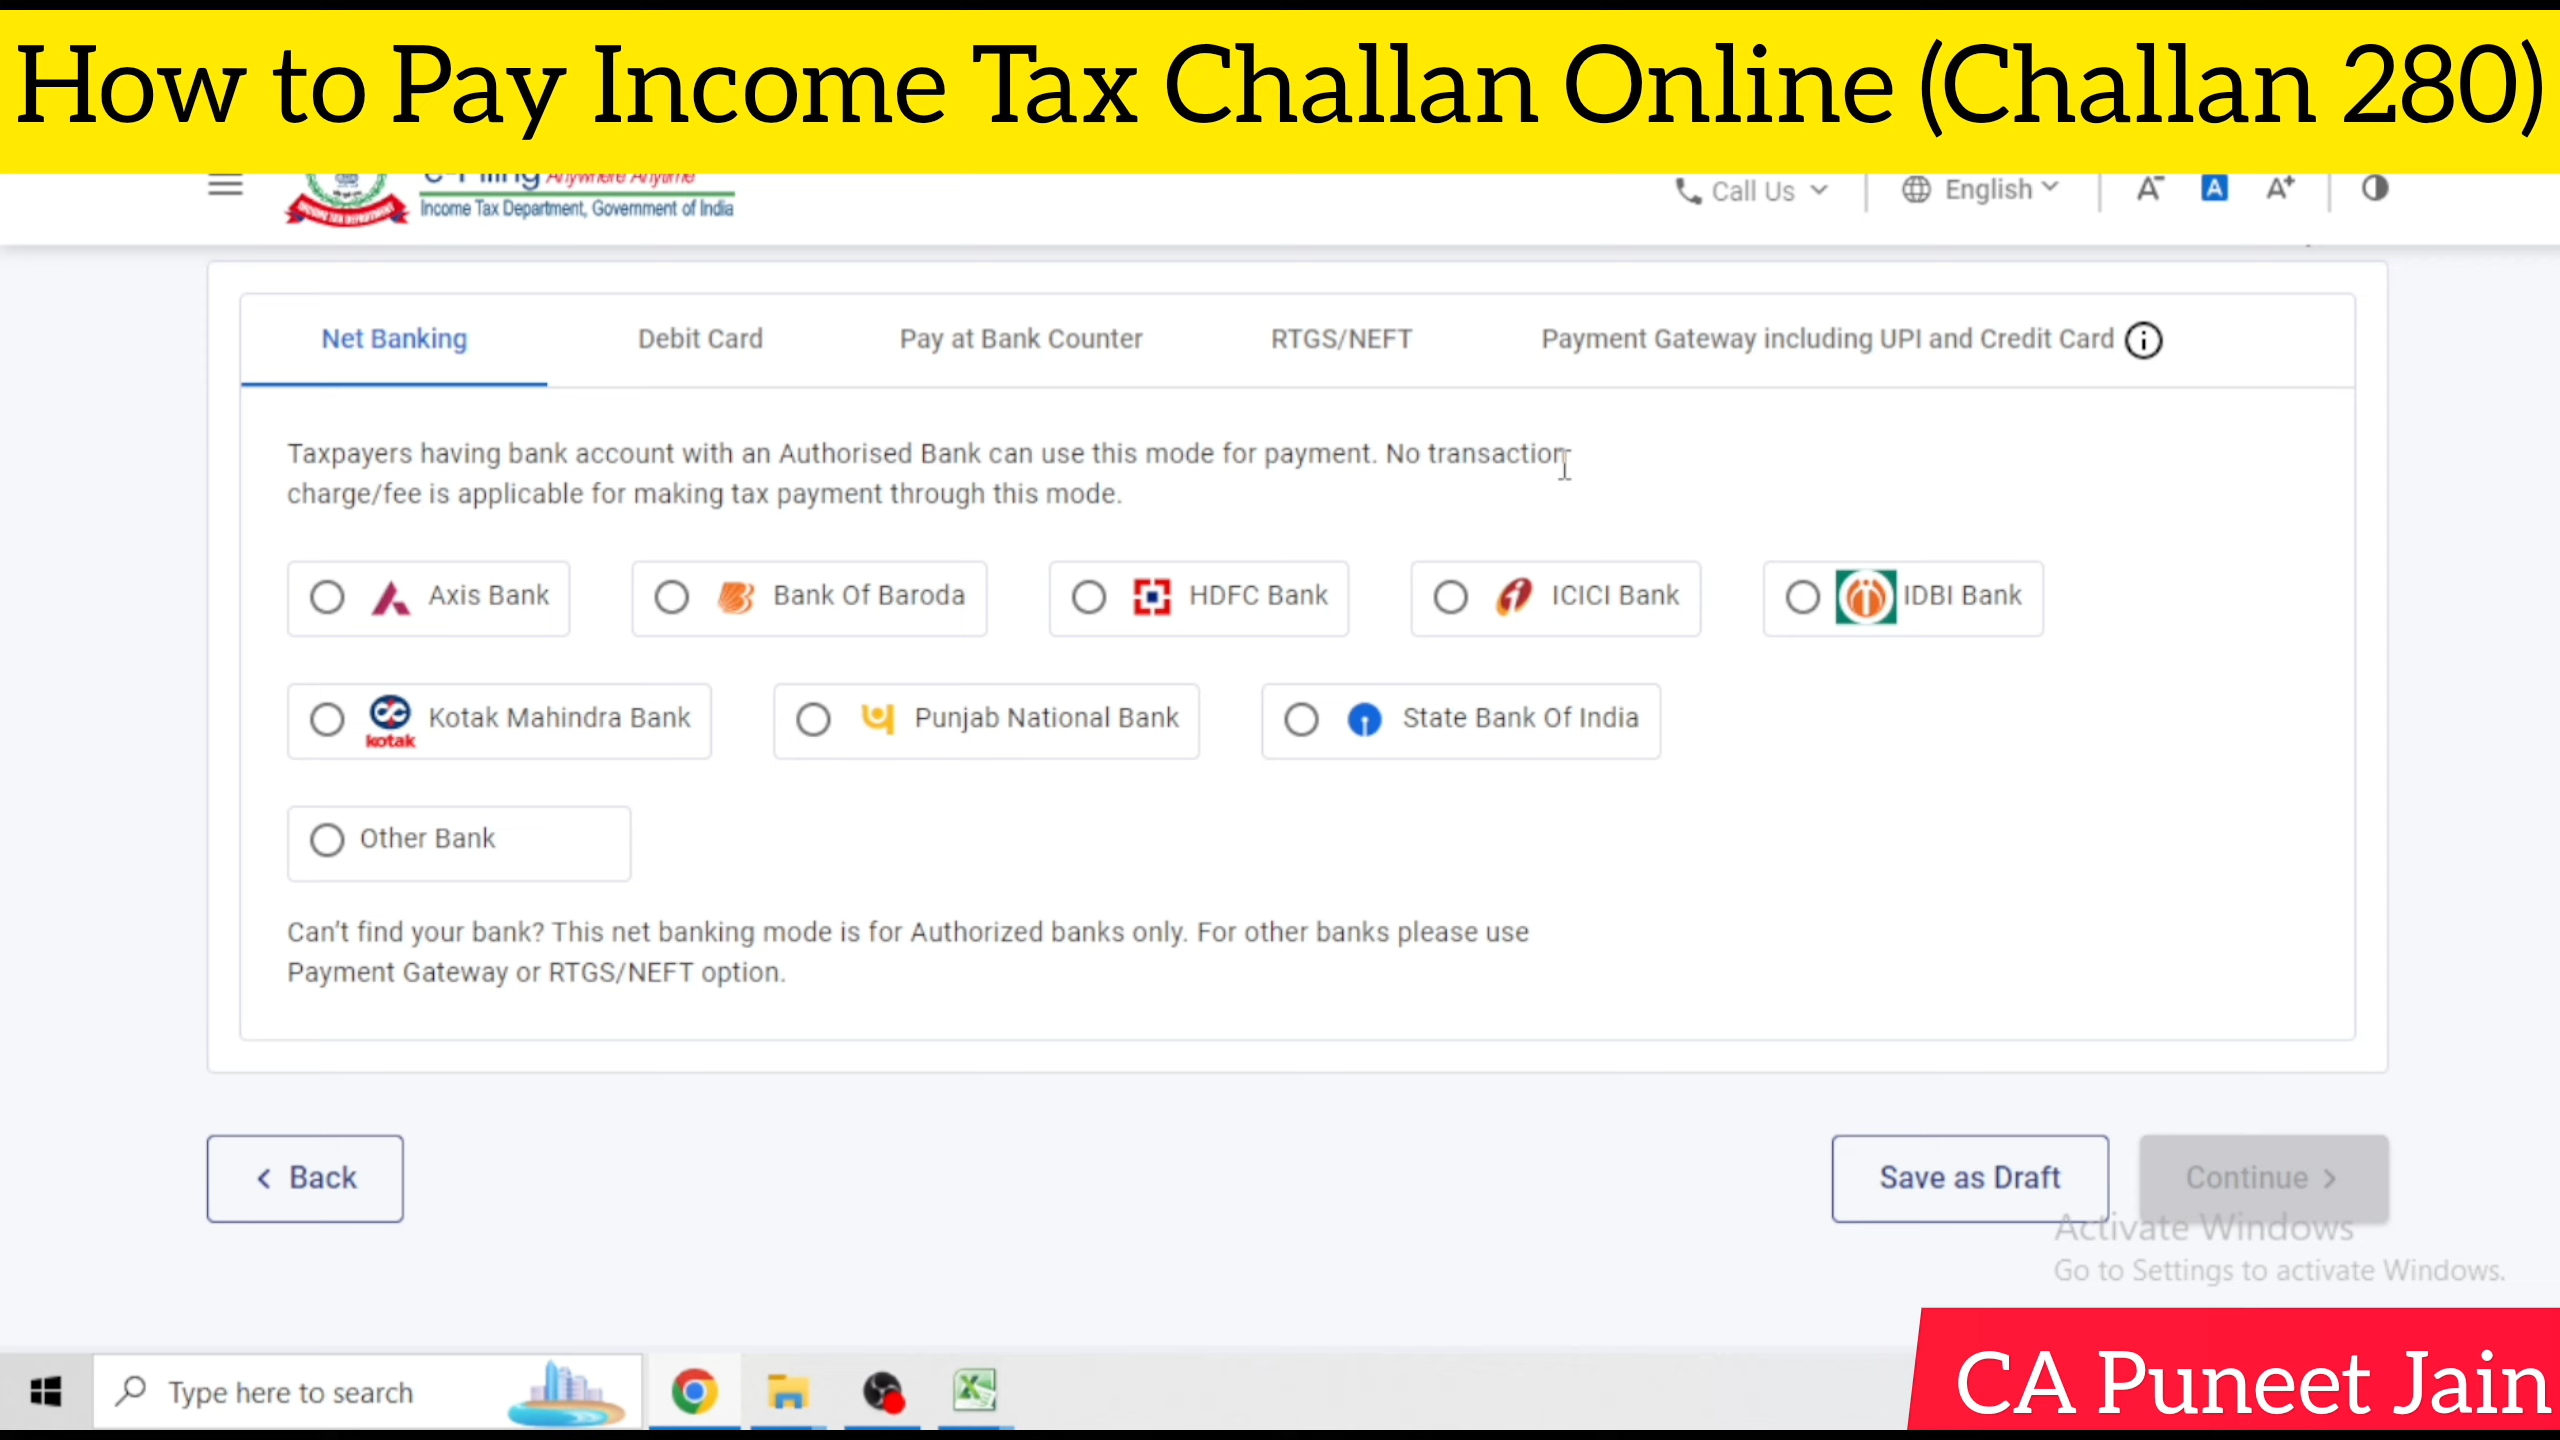 How to Pay Income Tax Challan Online (Challan 280)
e-Filing Anywhere Anytime
Income Tax Department, Government of India
Call Us
English
A-
A
A+
Net Banking
Debit Card
Pay at Bank Counter
RTGS/NEFT
Payment Gateway including UPI and Credit Card
Taxpayers having bank account with an Authorised Bank can use this mode for payment. No transaction
charge/fee is applicable for making tax payment through this mode.
Axis Bank
Bank Of Baroda
HDFC Bank
ICICI Bank
IDBI Bank
kotak
Kotak Mahindra Bank
Punjab National Bank
State Bank Of India
Other Bank
Can't find your bank? This net banking mode is for Authorized banks only. For other banks please use
Payment Gateway or RTGS/NEFT option.
< Back
Save as Draft
Continue >
Activate Windows
Go to Settings to activate Windows.
Type here to search
CA Puneet Jain